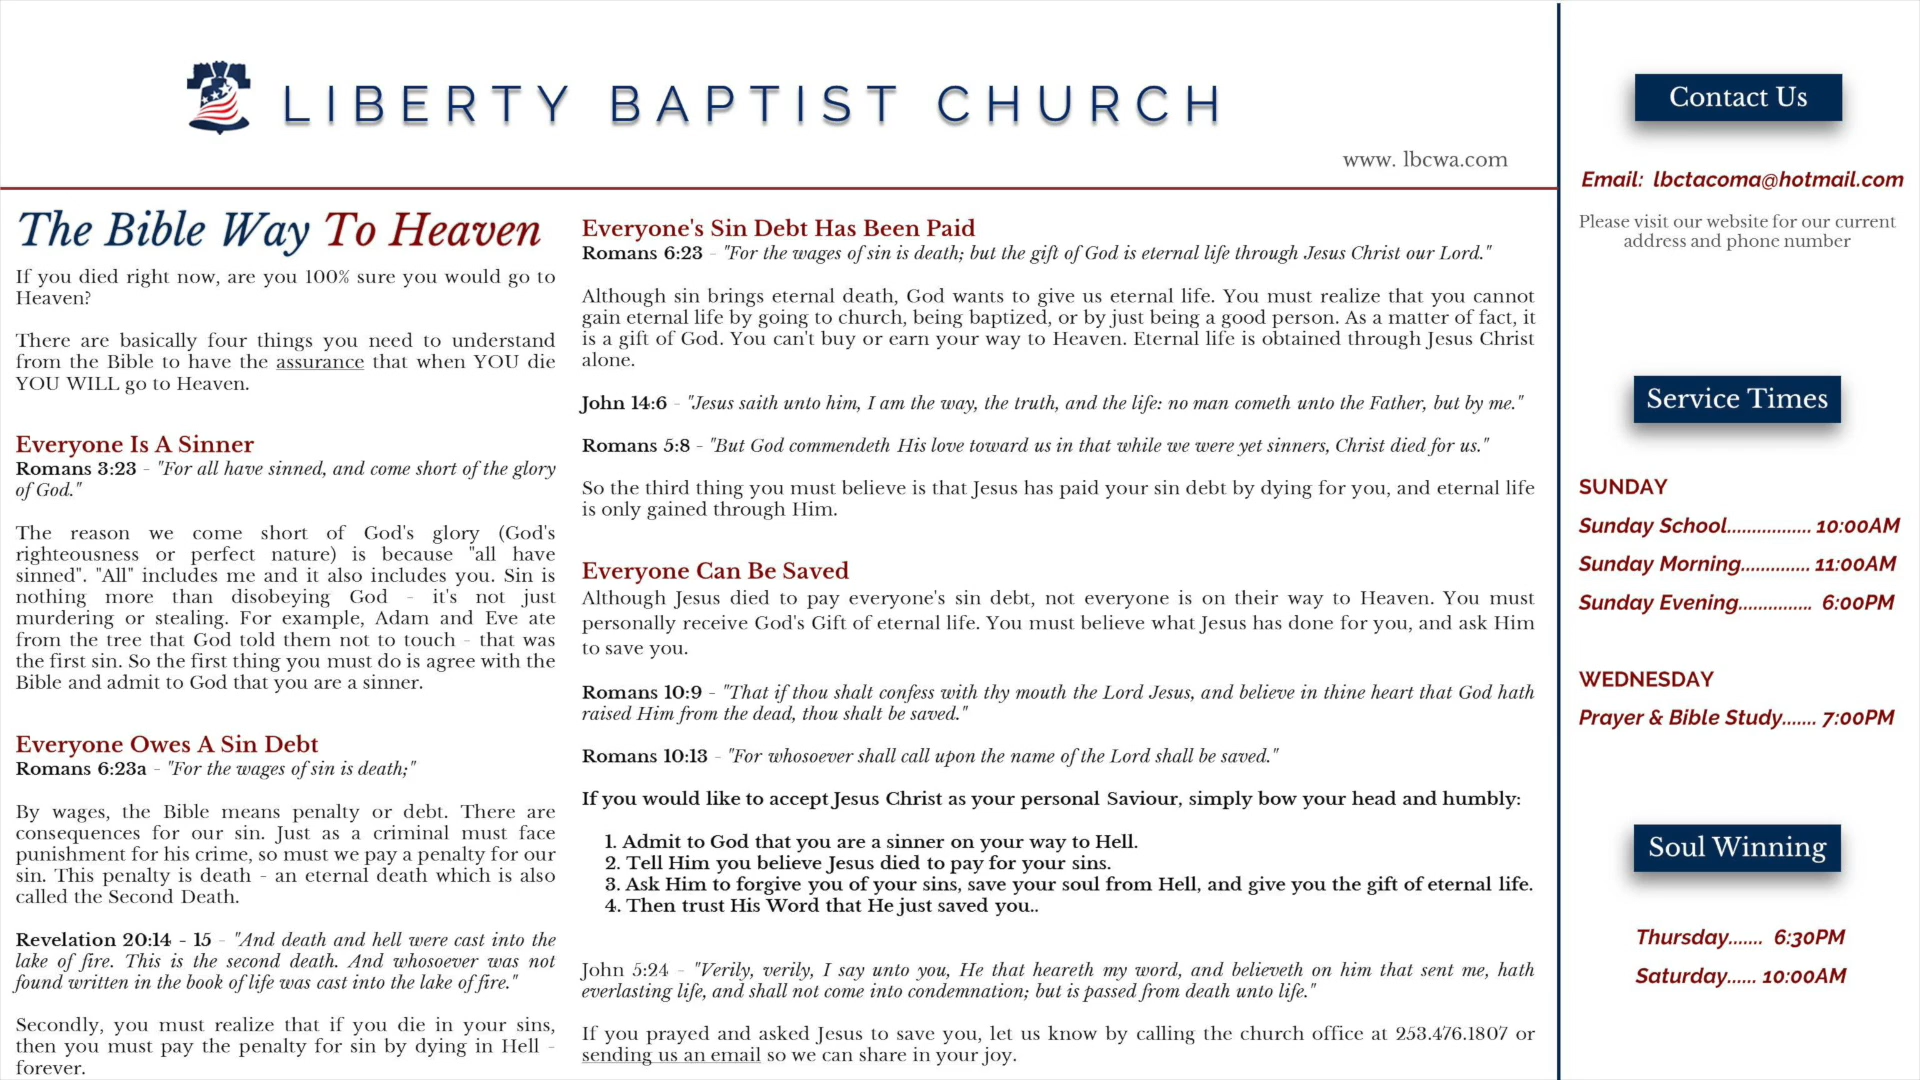 LIBERTY BAPTIST CHURCH
www. lbcwa.com
The Bible Way To Heaven
If you died right now, are you 100% sure you would go to
Heaven?
There are basically four things you need to understand
from the Bible to have the assurance that when YOU die
YOU WILL go to Heaven.
Everyone Is A Sinner
Romans 3:23 - "For all have sinned, and come short of the glory
of God."
The reason we come short of God's glory (God's
righteousness or perfect nature) is because "all have
sinned". "All" includes me and it also includes you. Sin is
nothing more than disobeying God - it's not just
murdering or stealing. For example, Adam and Eve ate
from the tree that God told them not to touch - that was
the first sin. So the first thing you must do is agree with the
Bible and admit to God that you are a sinner.
Everyone Owes A Sin Debt
Romans 6:23a - "For the wages of sin is death;"
By wages, the Bible means penalty or debt. There are
consequences for our sin. Just as a criminal must face
punishment for his crime, so must we pay a penalty for our
sin. This penalty is death - an eternal death which is also
called the Second Death.
Revelation 20:14 - 15 - "And death and hell were cast into the
lake of fire. This is the second death. And whosoever was not
found written in the book of life was cast into the lake of fire."
Secondly, you must realize that if you die in your sins,
then you must pay the penalty for sin by dying in Hell -
forever.
Everyone's Sin Debt Has Been Paid
Romans 6:23 - "For the wages of sin is death; but the gift of God is eternal life through Jesus Christ our Lord."
Although sin brings eternal death, God wants to give us eternal life. You must realize that you cannot
gain eternal life by going to church, being baptized, or by just being a good person. As a matter of fact, it
is a gift of God. You can't buy or earn your way to Heaven. Eternal life is obtained through Jesus Christ
alone.
John 14:6 - "Jesus saith unto him, I am the way, the truth, and the life: no man cometh unto the Father, but by me."
Romans 5:8 - "But God commendeth His love toward us in that while we were yet sinners, Christ died for us."
So the third thing you must believe is that Jesus has paid your sin debt by dying for you, and eternal life
is only gained through Him.
Everyone Can Be Saved
Although Jesus died to pay everyone's sin debt, not everyone is on their way to Heaven. You must
personally receive God's Gift of eternal life. You must believe what Jesus has done for you, and ask Him
to save you.
Romans 10:9 - "That if thou shalt confess with thy mouth the Lord Jesus, and believe in thine heart that God hath
raised Him from the dead, thou shalt be saved."
Romans 10:13 - "For whosoever shall call upon the name of the Lord shall be saved."
If you would like to accept Jesus Christ as your personal Saviour, simply bow your head and humbly:
1. Admit to God that you are a sinner on your way to Hell.
2. Tell Him you believe Jesus died to pay for your sins.
3. Ask Him to forgive you of your sins, save your soul from Hell, and give you the gift of eternal life.
4. Then trust His Word that He just saved you..
John 5:24 - "Verily, verily, I say unto you, He that heareth my word, and believeth on him that sent me, hath
everlasting life, and shall not come into condemnation; but is passed from death unto life."
If you prayed and asked Jesus to save you, let us know by calling the church office at 253.476.1807 or
sending us an email so we can share in your joy.
Contact Us
Email: lbctacoma@hotmail.com
Please visit our website for our current
address and phone number
Service Times
SUNDAY
Sunday School................. 10:00AM
Sunday Morning.............. 11:00AM
Sunday Evening............... 6:00PM
WEDNESDAY
Prayer & Bible Study....... 7:00PM
Soul Winning
Thursday....... 6:30PM
Saturday...... 10:00AM